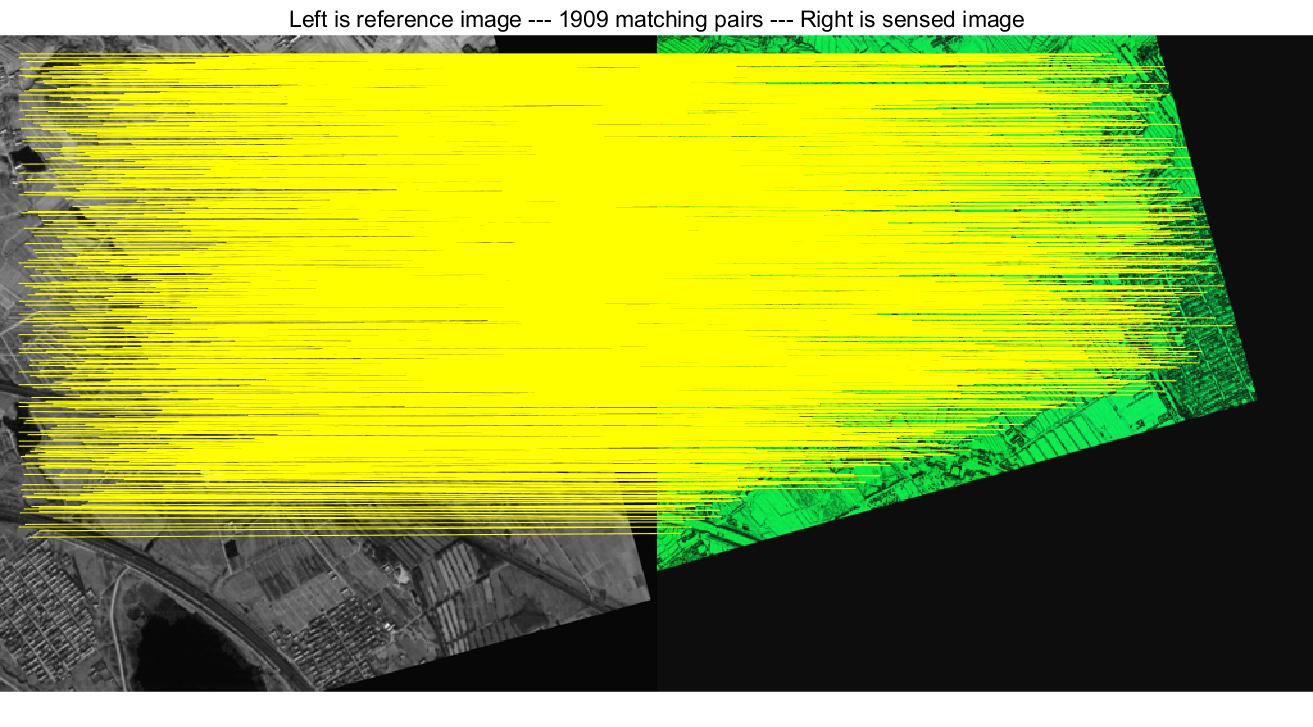 Left is reference image --- 1909 matching pairs --- Right is sensed image